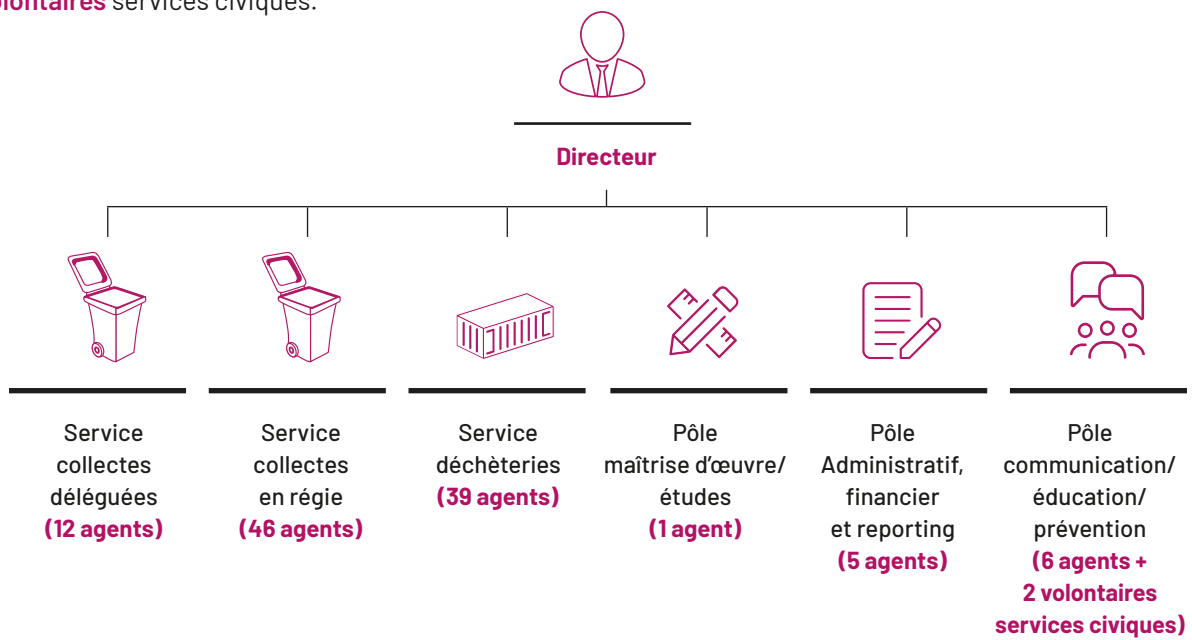 volontaires services civiques.
Directeur
Service
collectes
déléguées
(12 agents)
Service
collectes
en régie
(46 agents)
Service
déchèteries
(39 agents)
Pôle
maîtrise d'œuvre/
études
(1 agent)
Pôle
Administratif,
financier
et reporting
(5 agents)
Pôle
communication/
éducation/
prévention
(6 agents +
2 volontaires
services civiques)